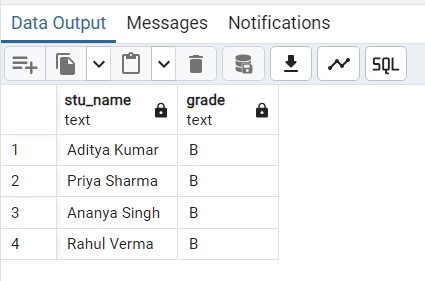 Data Output Messages Notifications
SQL
stu_name grade
text text
1 Aditya Kumar B
2 Priya Sharma B
3 Ananya Singh B
4 Rahul Verma B